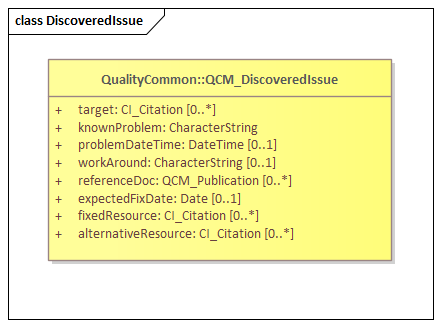 class DiscoveredIssue
QualityCommon::QCM_DiscoveredIssue
+ target: CI_Citation [0..*]
+ knownProblem: CharacterString
+ problemDateTime: DateTime [0..1]
+ workAround: CharacterString [0..1]
+ referenceDoc: QCM_Publication [0..*]
+ expectedFixDate: Date [0..1]
+ fixedResource: CI_Citation [0..*]
+ alternativeResource: CI_Citation [0..*]